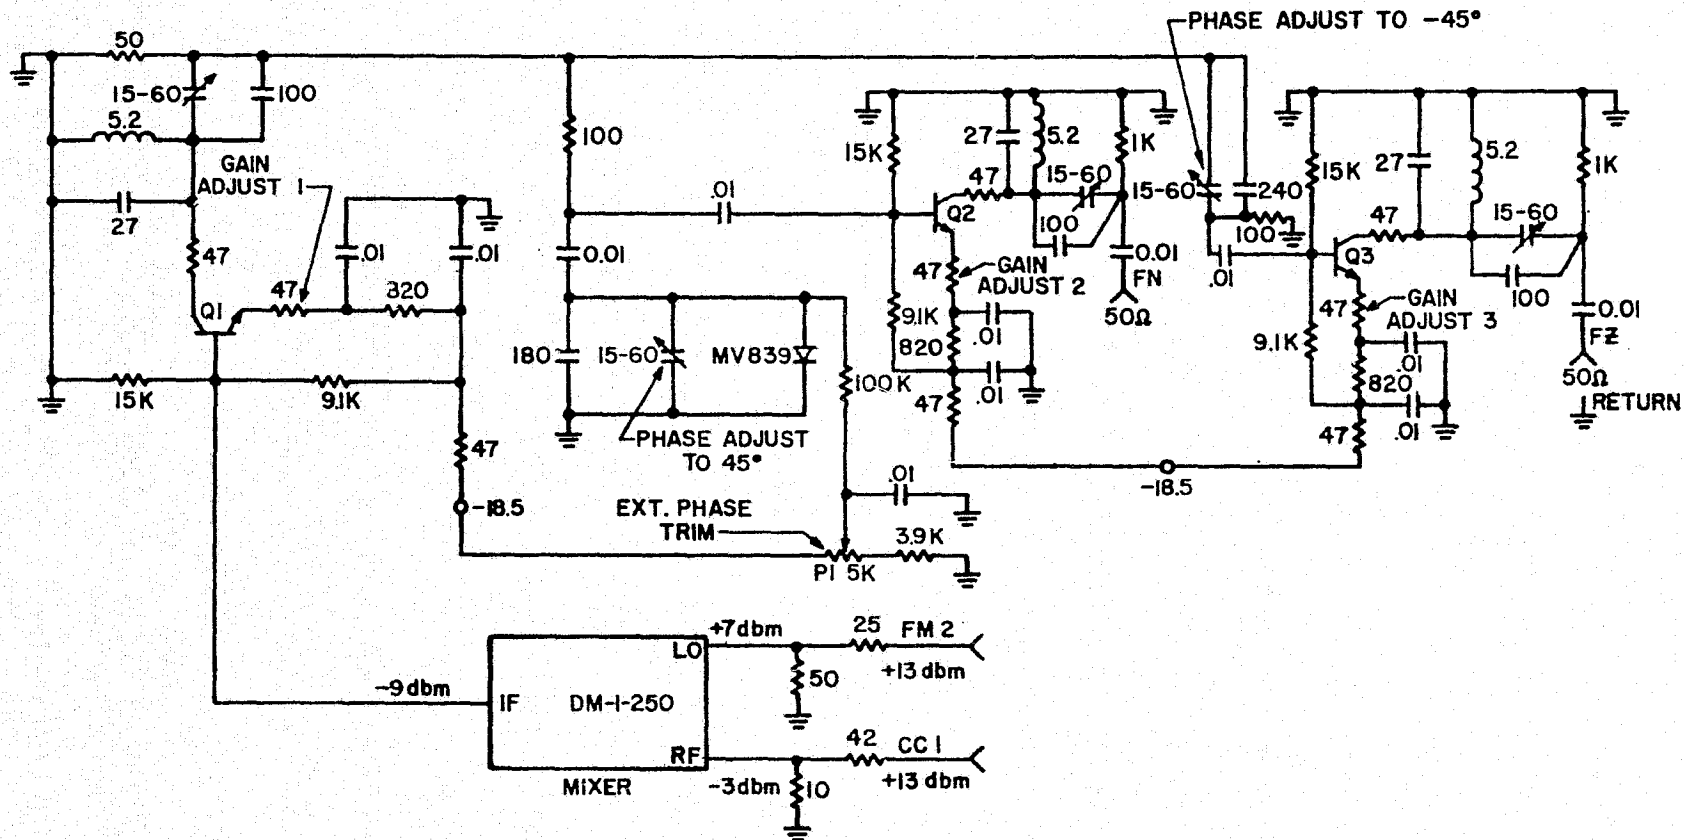 PHASE ADJUST TO -45°
50
15-60
100
5.2
GAIN
ADJUST 1
27
47
Q1
47
.01
320
.01
15K
9.1K
47
-18.5
100
0.01
180
15-60
MV839
100K
PHASE ADJUST
TO 45°
.01
EXT. PHASE
TRIM
P1 5K
3.9K
.01
15K
27
5.2
1K
47
15-60
Q2
100
0.01
FN
50Ω
47
GAIN
ADJUST 2
9.1K
.01
820
.01
47
-18.5
15-60
240
100
.01
15K
27
5.2
1K
47
15-60
Q3
100
0.01
FZ
50Ω
RETURN
47
GAIN
ADJUST 3
9.1K
.01
820
.01
47
-9dbm
IF
DM-1-250
LO
RF
MIXER
+7dbm
25
FM 2
+13 dbm
50
-3dbm
42
CC 1
+13 dbm
10